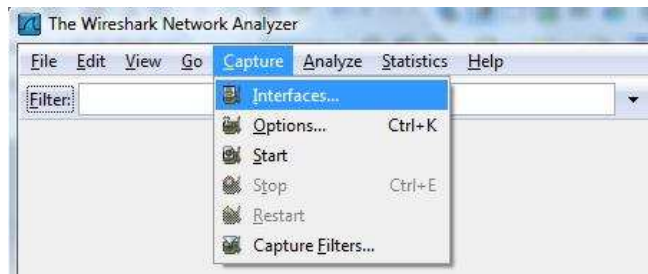 The Wireshark Network Analyzer
File Edit View Go Capture Analyze Statistics Help
Filter:
Interfaces...
Options... Ctrl+K
Start
Stop Ctrl+E
Restart
Capture Filters...